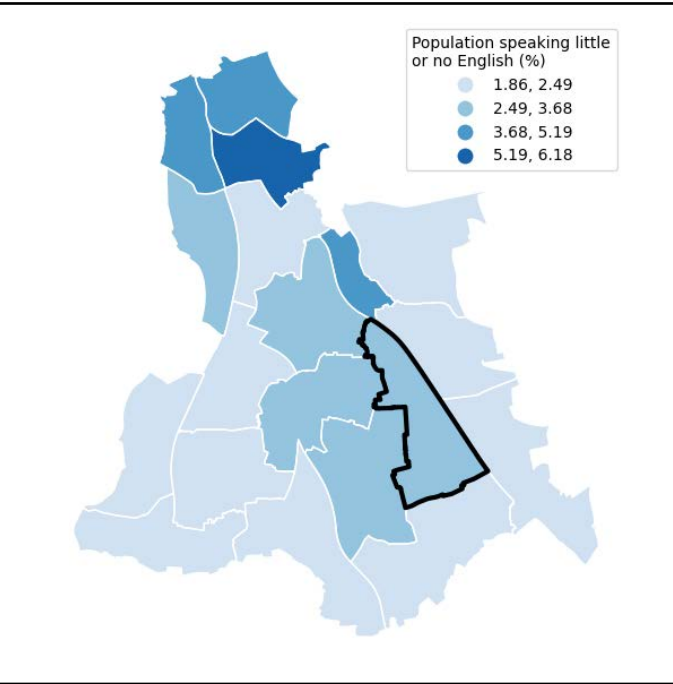 Population speaking little
or no English (%)
1.86, 2.49
2.49, 3.68
3.68, 5.19
5.19, 6.18